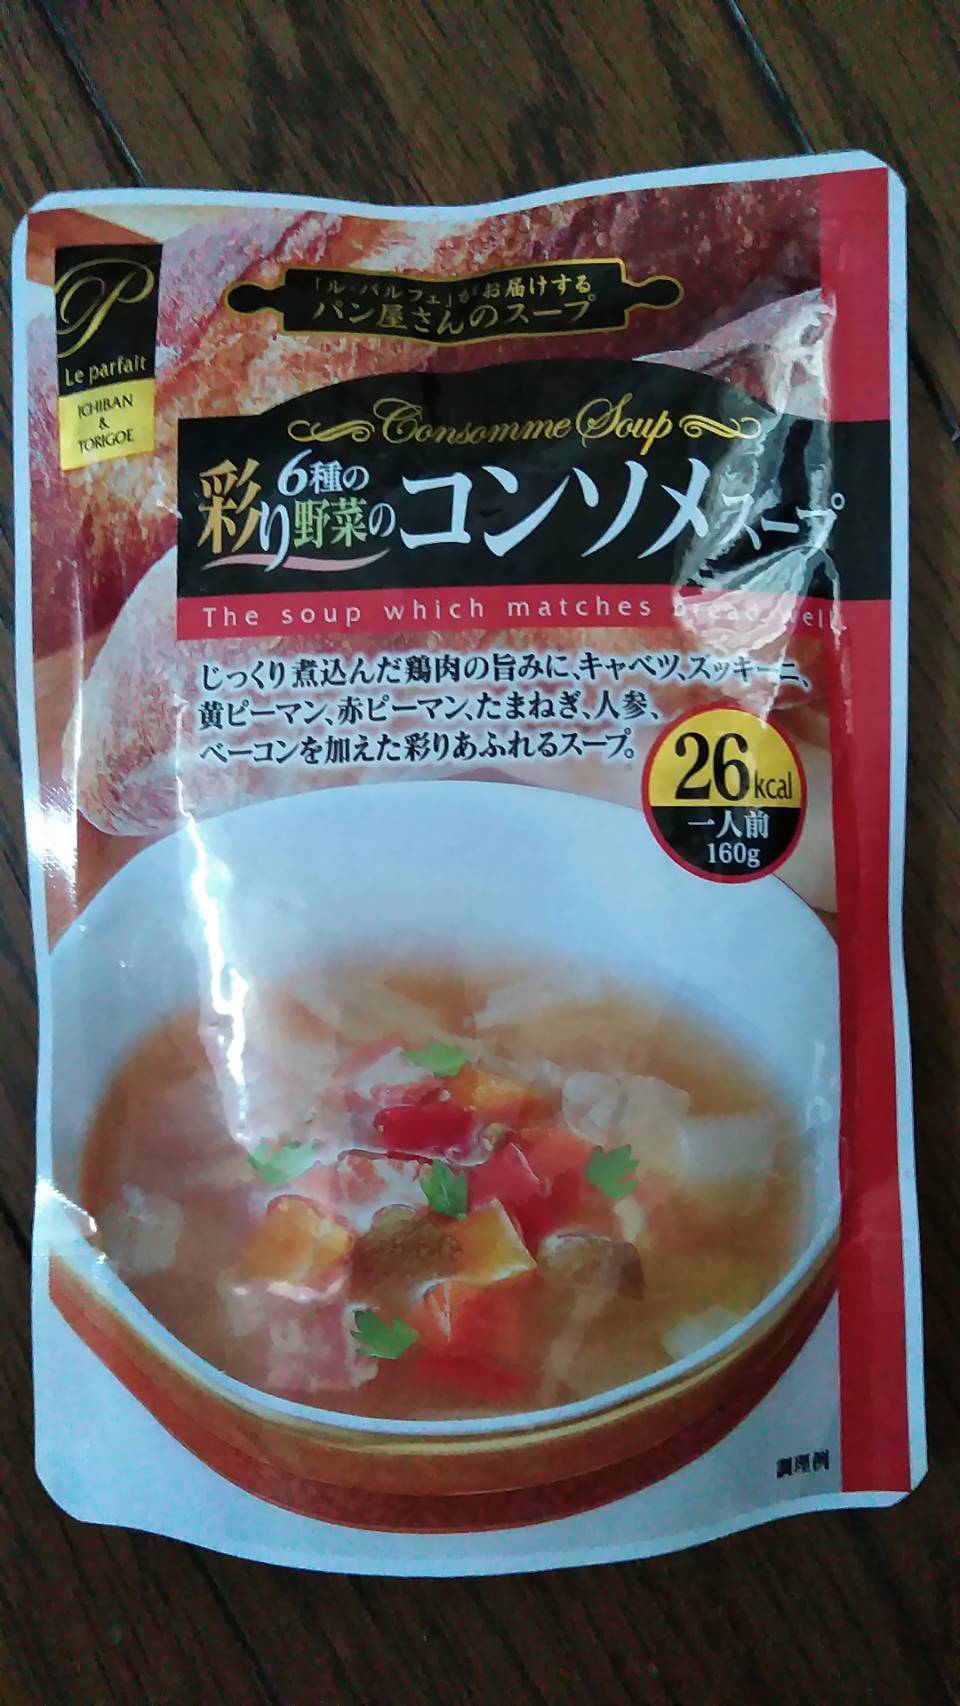 P
Le parfait
ICHIBAN
&
TORIGOE
「ル・パルフェ」がお届けする
パン屋さんのスープ
Consomme Soup
彩り6種の野菜のコンソメスープ
The soup which matches bread well.
じっくり煮込んだ鶏肉の旨みに、キャベツ、ズッキーニ、
黄ピーマン、赤ピーマン、たまねぎ、人参、
ベーコンを加えた彩りあふれるスープ。
26kcal
一人前
160g
調理例